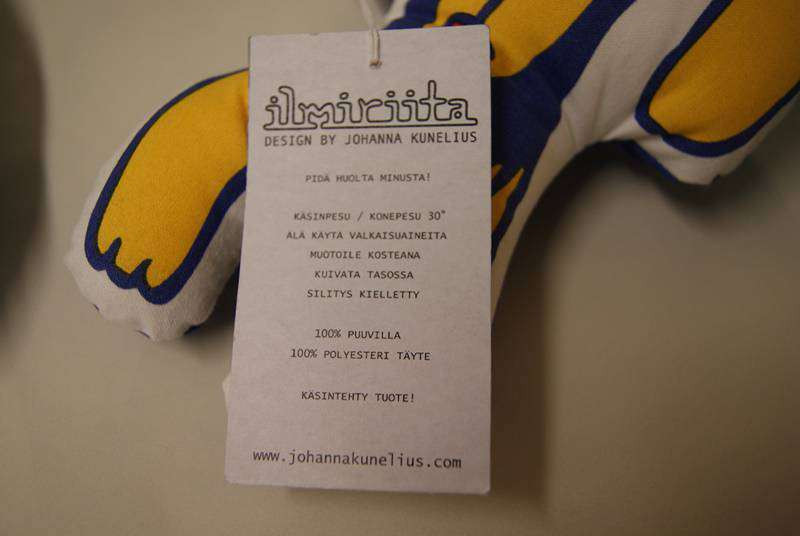 ilmiriita
DESIGN BY JOHANNA KUNELIUS
PIDÄ HUOLTA MINUSTA!
KÄSINPESU / KONEPESU 30°
ÄLÄ KÄYTÄ VALKAISUAINEITA
MUOTOILE KOSTEANA
KUIVATA TASOSSA
SILITYS KIELLETTY
100% PUUVILLA
100% POLYESTERI TÄYTE
KÄSINTEHTY TUOTE!
www.johannakunelius.com